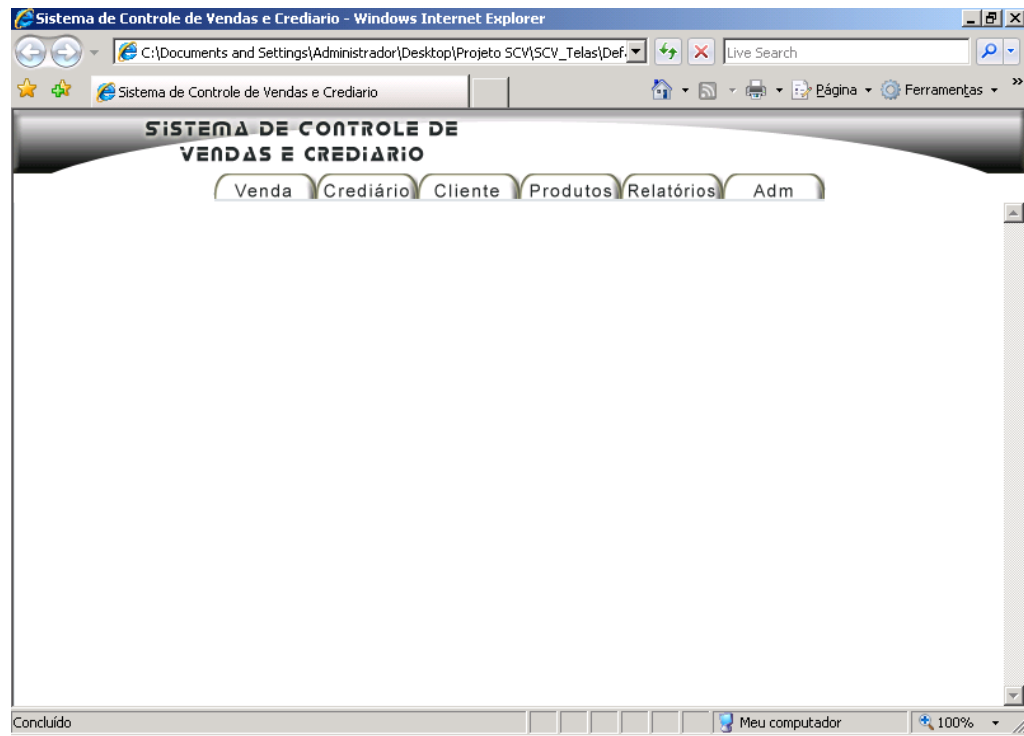 Sistema de Controle de Vendas e Crediario - Windows Internet Explorer
C:\Documents and Settings\Administrador\Desktop\Projeto SCV\SCV_Telas\Def. Live Search
Sistema de Controle de Vendas e Crediario Página Ferramentas »
SISTEMA DE CONTROLE DE
VENDAS E CREDIARIO
Venda Crediário Cliente Produtos Relatórios Adm
Concluído Meu computador 100%